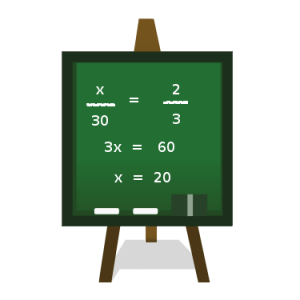 x = 2
30 3
3x = 60
x = 20